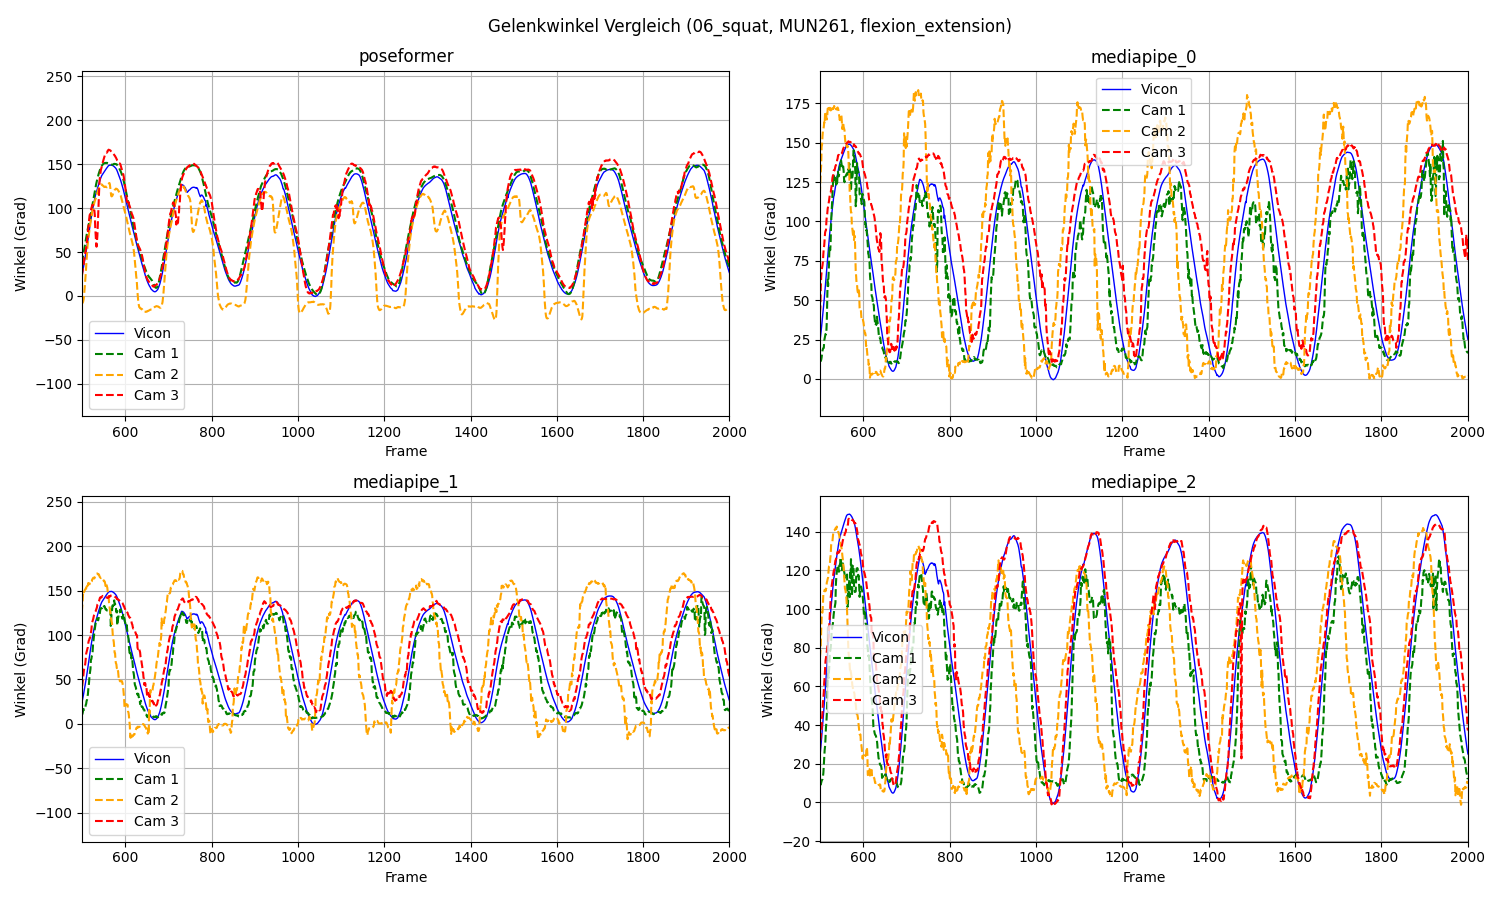 Gelenkwinkel Vergleich (06_squat, MUN261, flexion_extension)
poseformer
Winkel (Grad)
250
200
150
100
50
0
−50
−100
Vicon
Cam 1
Cam 2
Cam 3
600 800 1000 1200 1400 1600 1800 2000
Frame
mediapipe_0
Winkel (Grad)
175
150
125
100
75
50
25
0
Vicon
Cam 1
Cam 2
Cam 3
600 800 1000 1200 1400 1600 1800 2000
Frame
mediapipe_1
Winkel (Grad)
250
200
150
100
50
0
−50
−100
Vicon
Cam 1
Cam 2
Cam 3
600 800 1000 1200 1400 1600 1800 2000
Frame
mediapipe_2
Winkel (Grad)
140
120
100
80
60
40
20
0
−20
Vicon
Cam 1
Cam 2
Cam 3
600 800 1000 1200 1400 1600 1800 2000
Frame